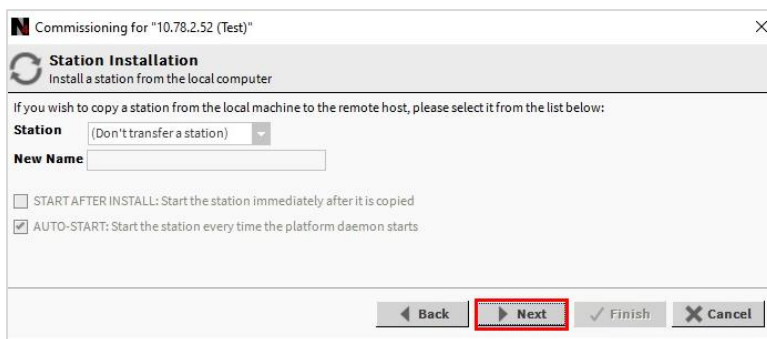 Commissioning for "10.78.2.52 (Test)"
Station Installation
Install a station from the local computer
If you wish to copy a station from the local machine to the remote host, please select it from the list below:
Station (Don't transfer a station)
New Name
START AFTER INSTALL: Start the station immediately after it is copied
AUTO-START: Start the station every time the platform daemon starts
Back Next Finish Cancel